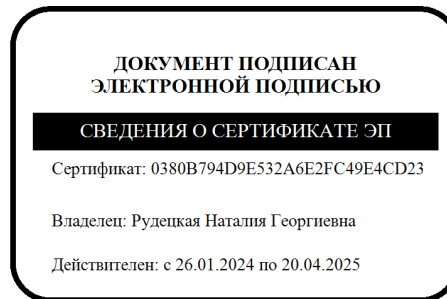 ДОКУМЕНТ ПОДПИСАН
ЭЛЕКТРОННОЙ ПОДПИСЬЮ
СВЕДЕНИЯ О СЕРТИФИКАТЕ ЭП
Сертификат: 0380B794D9E532A6E2FC49E4CD23
Владелец: Рудецкая Наталия Георгиевна
Действителен: с 26.01.2024 по 20.04.2025